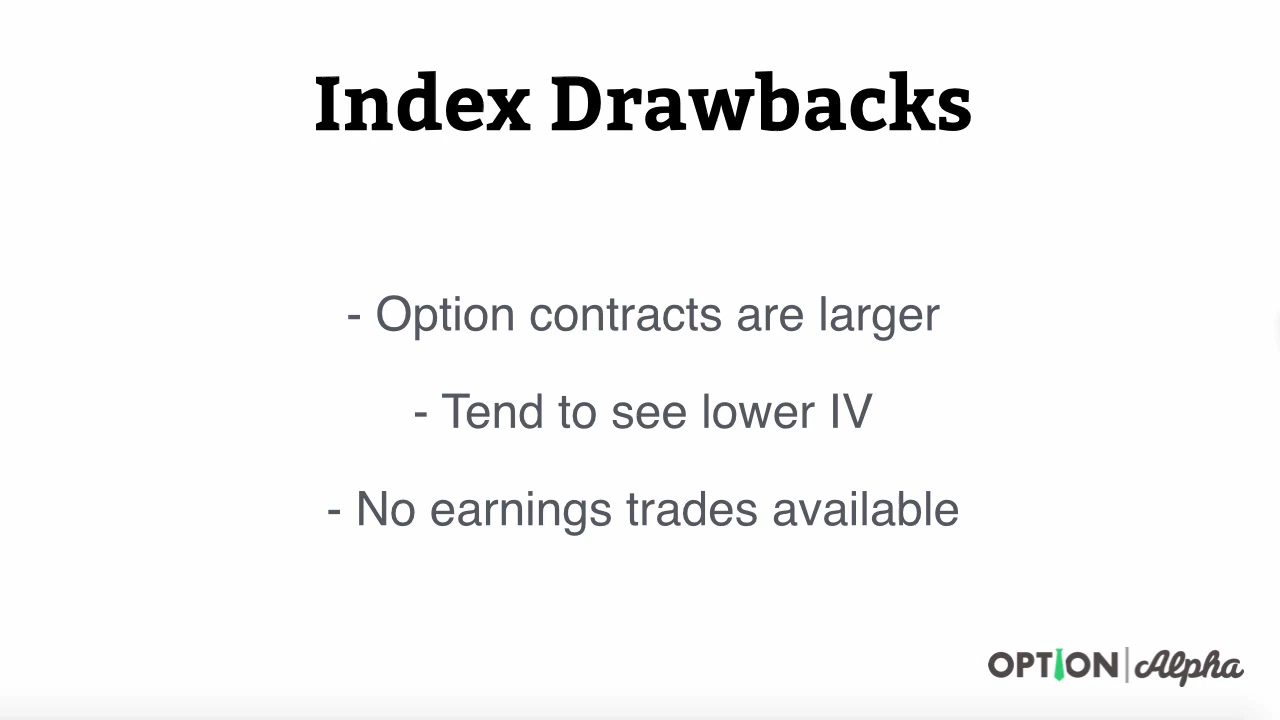 Index Drawbacks
- Option contracts are larger
- Tend to see lower IV
- No earnings trades available
OPTION | Alpha